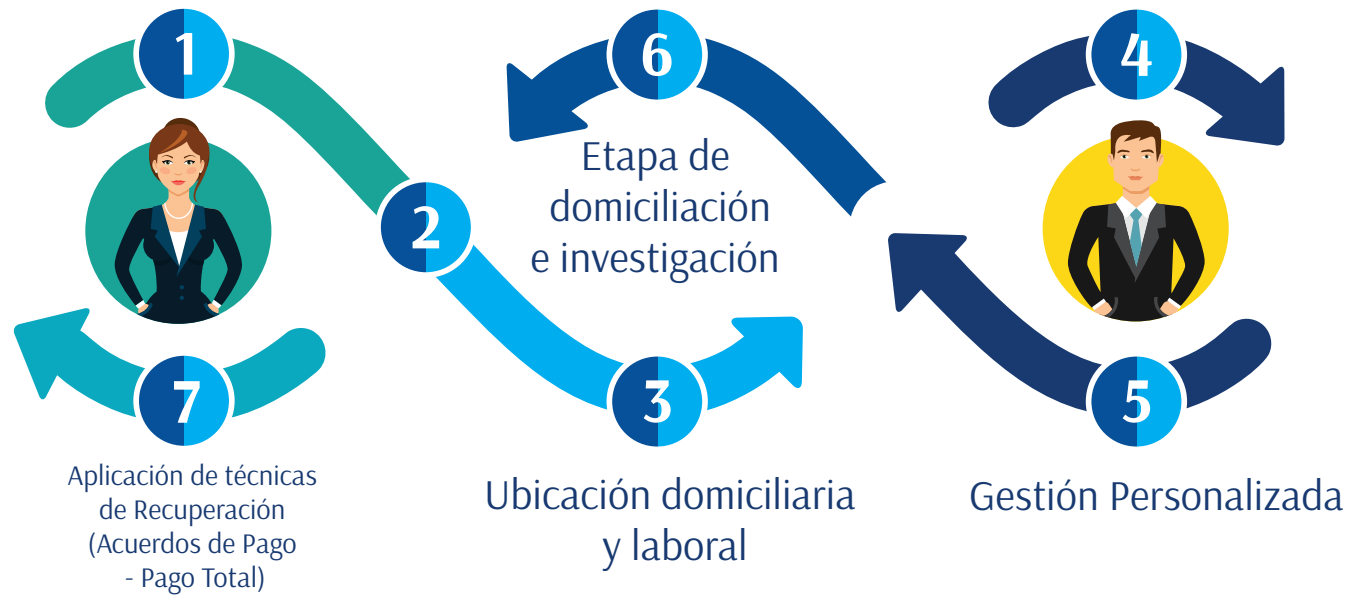 1
6
4
Etapa de
domiciliación
e investigación
2
7
3
5
Aplicación de técnicas
de Recuperación
(Acuerdos de Pago
- Pago Total)
Ubicación domiciliaria
y laboral
Gestión Personalizada